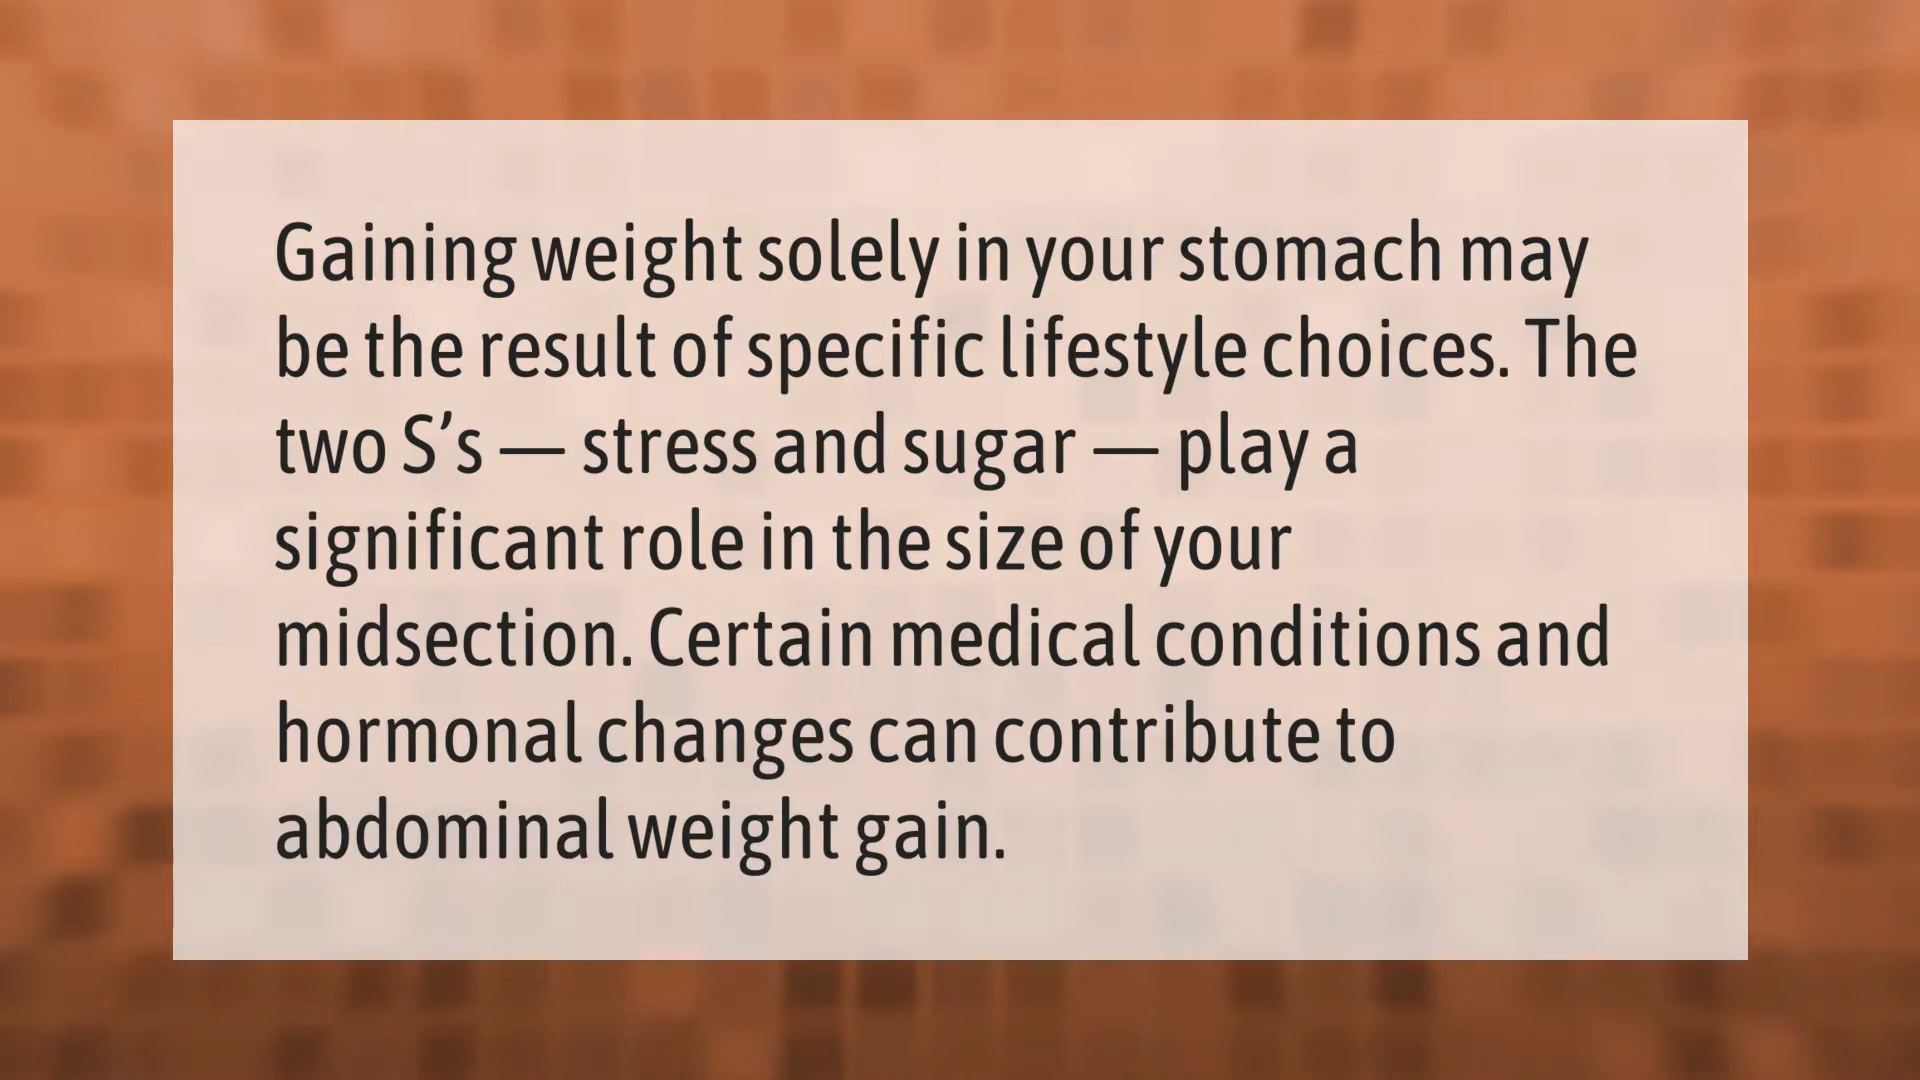 Gaining weight solely in your stomach may
be the result of specific lifestyle choices. The
two S’s — stress and sugar — play a
significant role in the size of your
midsection. Certain medical conditions and
hormonal changes can contribute to
abdominal weight gain.